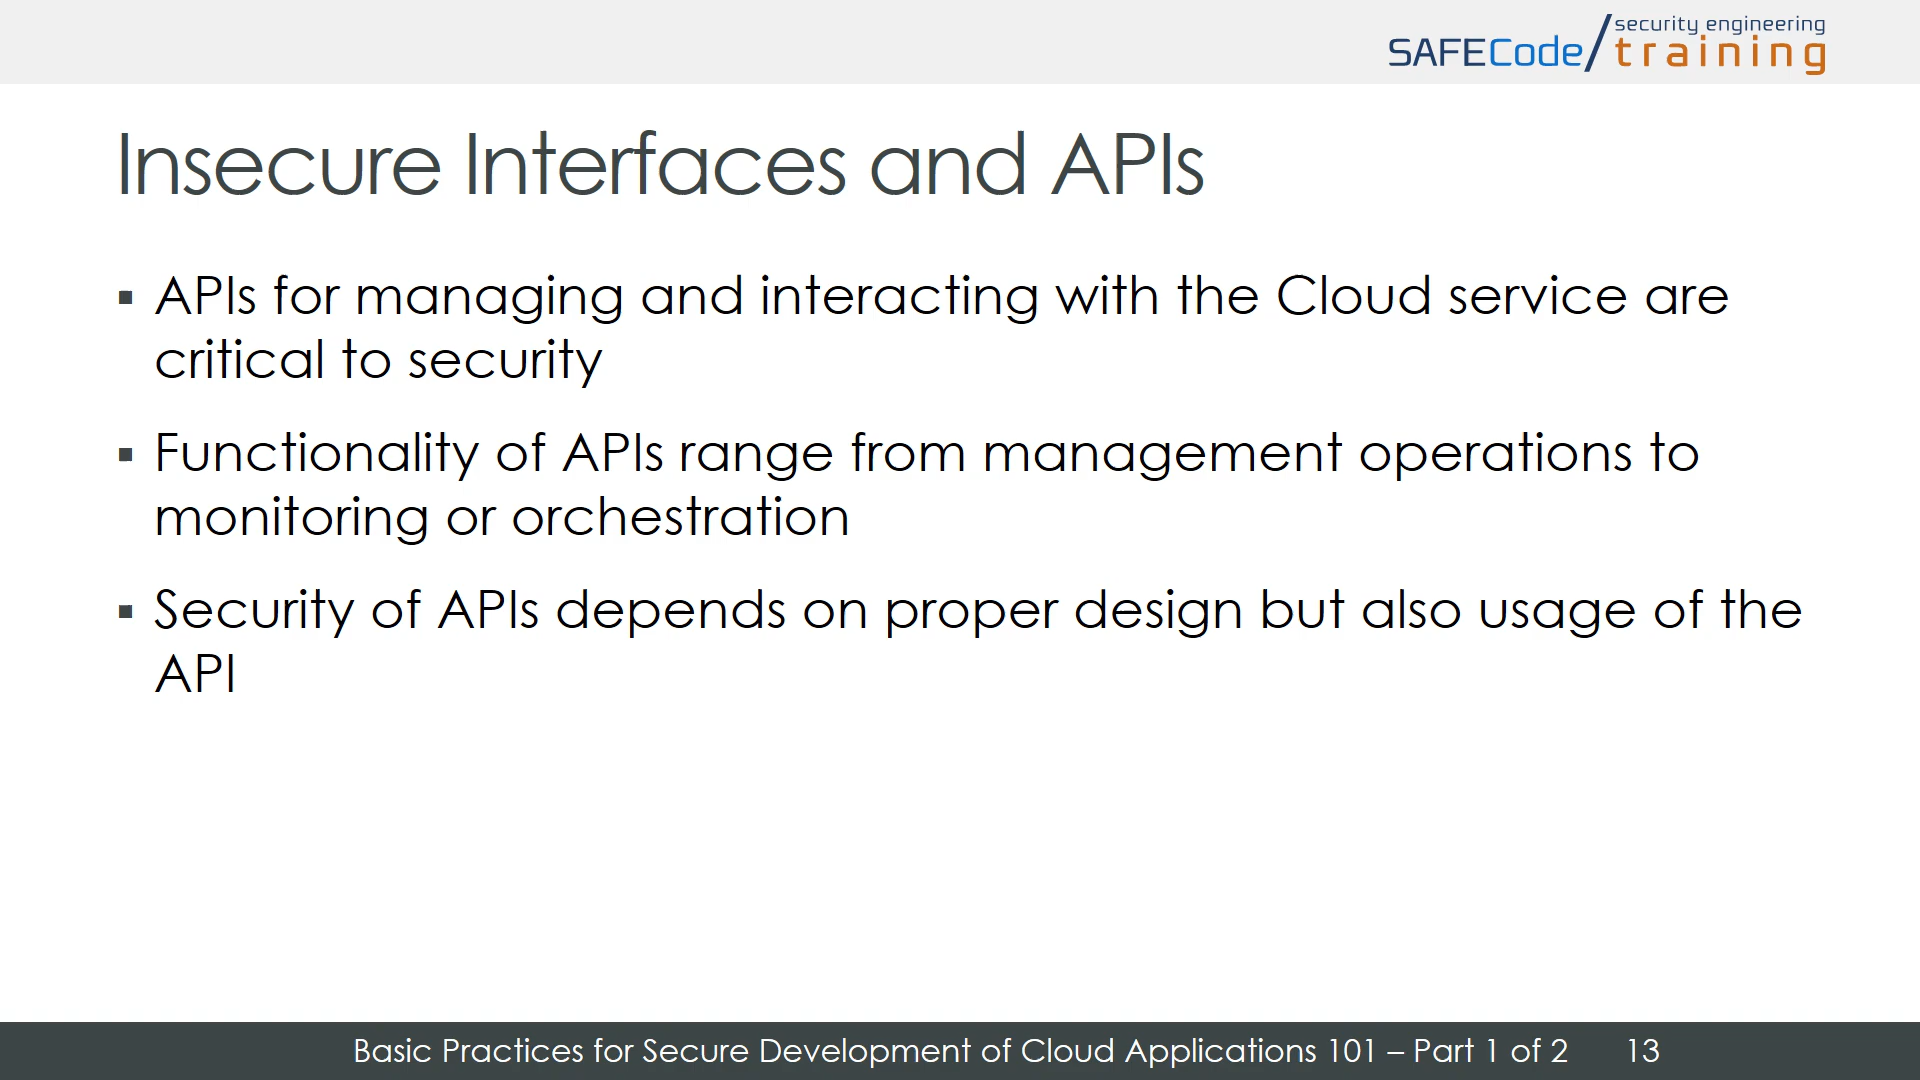 security engineering
SAFECode/training
Insecure Interfaces and APIs
▪ APIs for managing and interacting with the Cloud service are
critical to security
▪ Functionality of APIs range from management operations to
monitoring or orchestration
▪ Security of APIs depends on proper design but also usage of the
API
Basic Practices for Secure Development of Cloud Applications 101 – Part 1 of 2 13